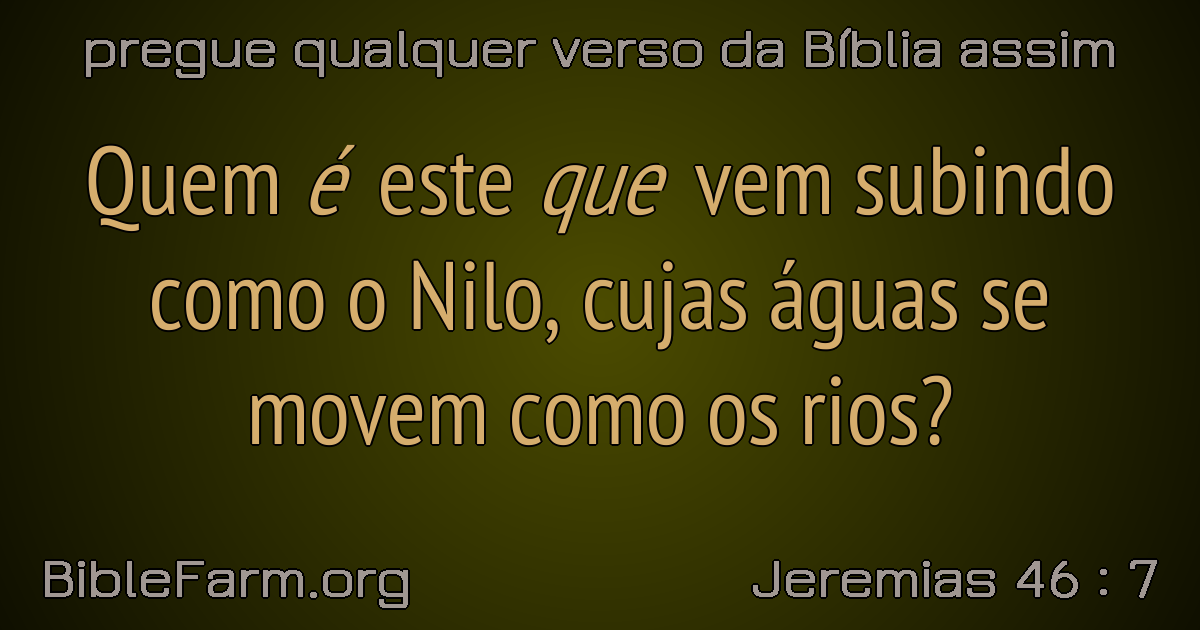 pregue qualquer verso da Bíblia assim
Quem é este que vem subindo
como o Nilo, cujas águas se
movem como os rios?
BibleFarm.org
Jeremias 46 : 7